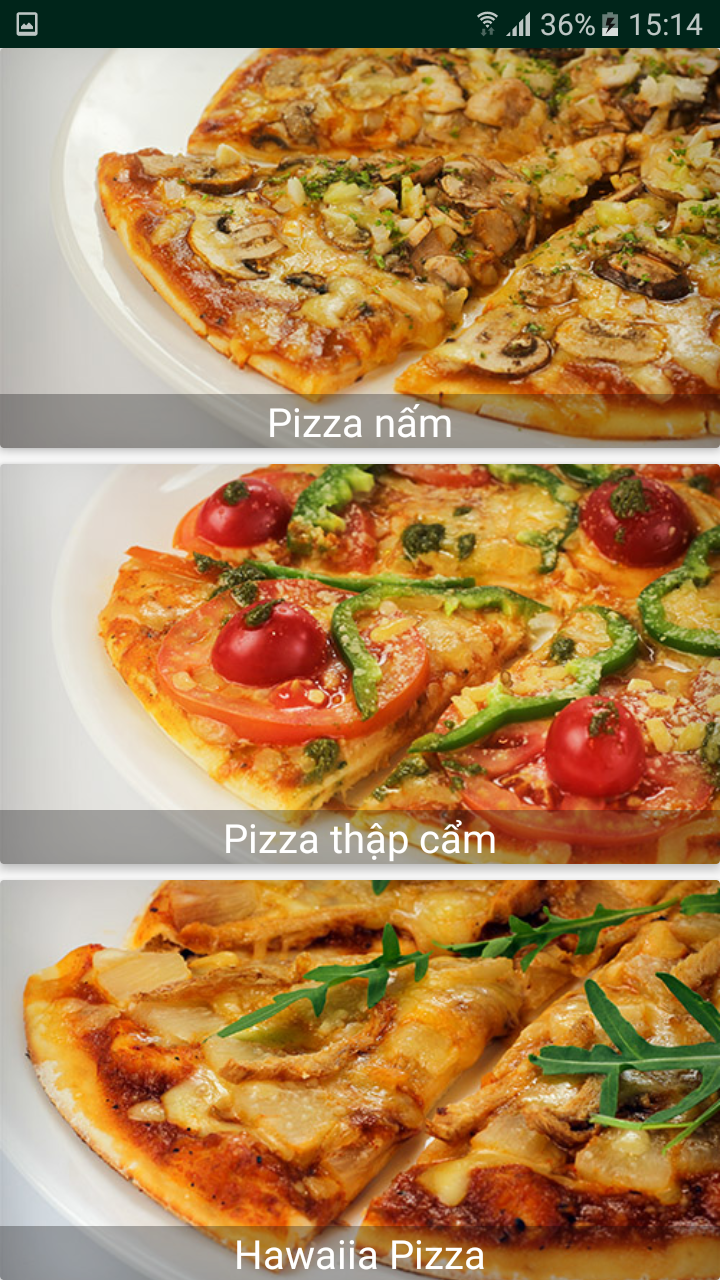 36% 15:14
Pizza nấm
Pizza thập cẩm
Hawaiia Pizza